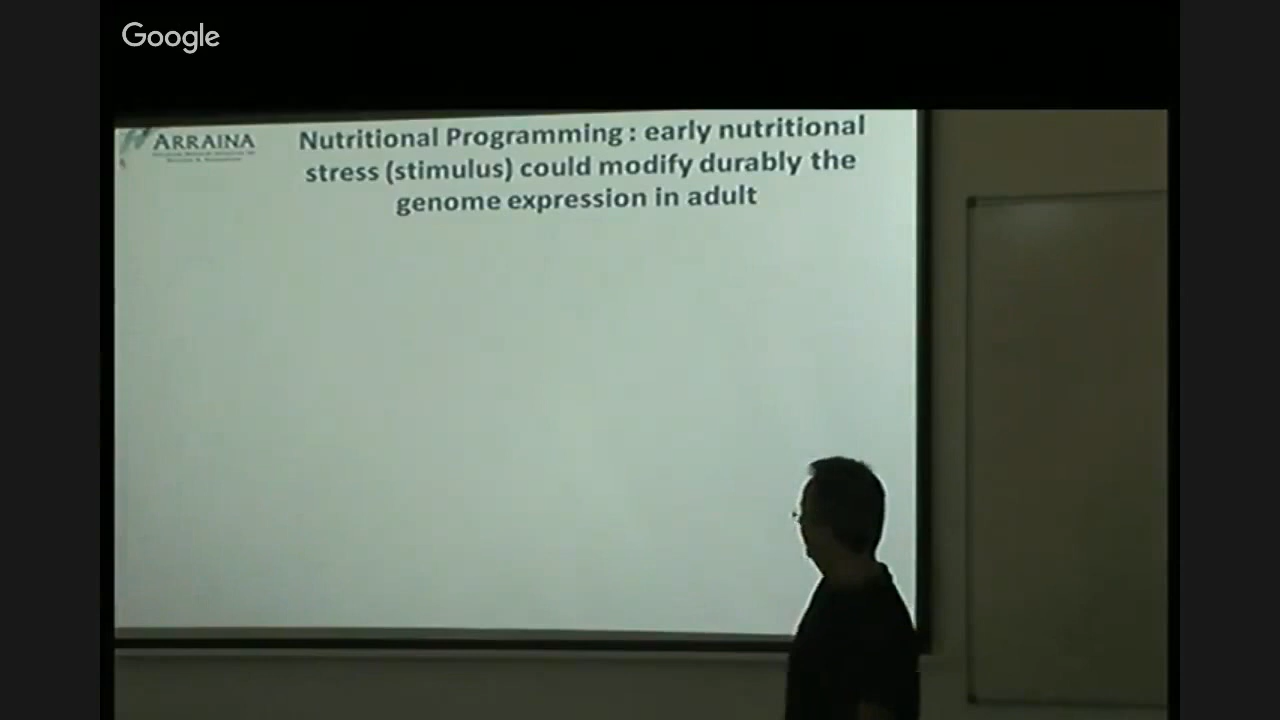 Google
ARRAINA
Nutritional Programming : early nutritional
stress (stimulus) could modify durably the
genome expression in adult